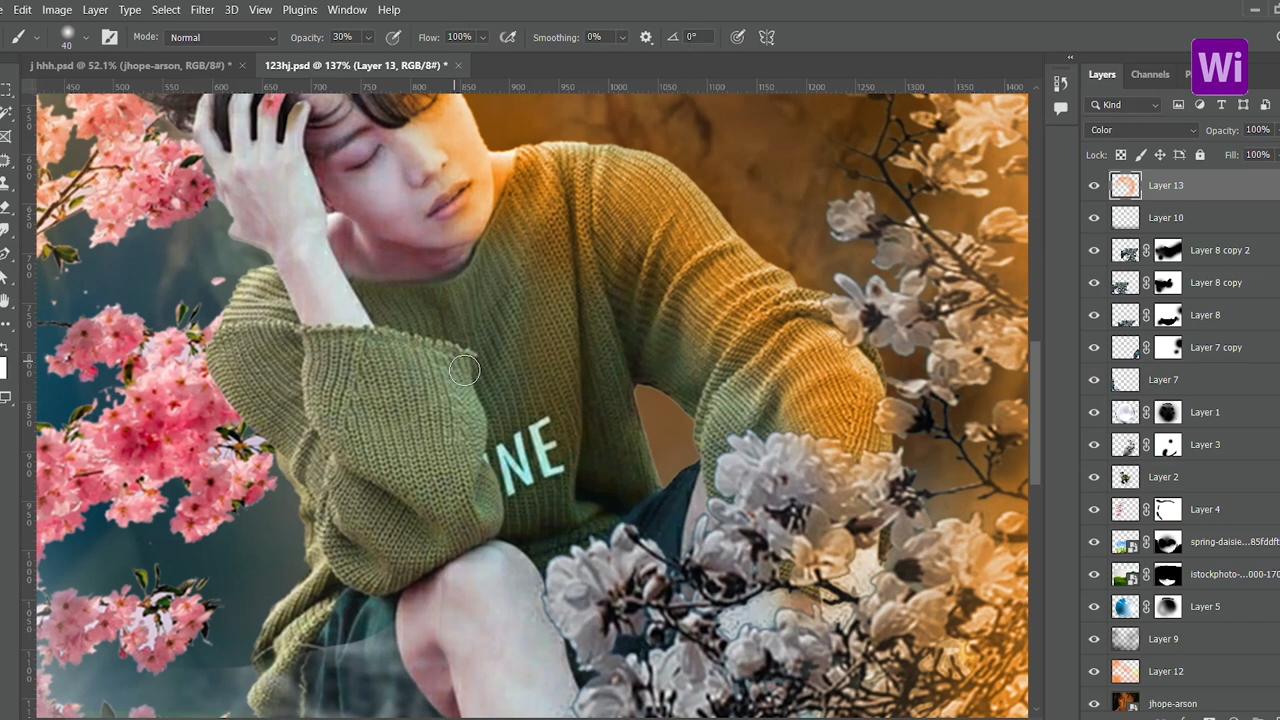 Edit Image Layer Type Select Filter 3D View Plugins Window Help
40 Mode: Normal Opacity: 30% Flow: 100% Smoothing: 0% 0°
j hhh.psd @ 52.1% (jhope-arson, RGB/8#) * 123hj.psd @ 137% (Layer 13, RGB/8#) *
Wi
Layers Channels P
450 500 550 600 650 700 750 800 850 900 950 1000 1050 1100 1150 1200 1250 1300 1350 1400
Kind
Color Opacity: 100%
Lock: Fill: 100%
Layer 13
Layer 10
Layer 8 copy 2
Layer 8 copy
Layer 8
Layer 7 copy
Layer 7
Layer 1
Layer 3
Layer 2
Layer 4
spring-daisie...85fddft
istockphoto-...000-170
Layer 5
Layer 9
Layer 12
jhope-arson
INE